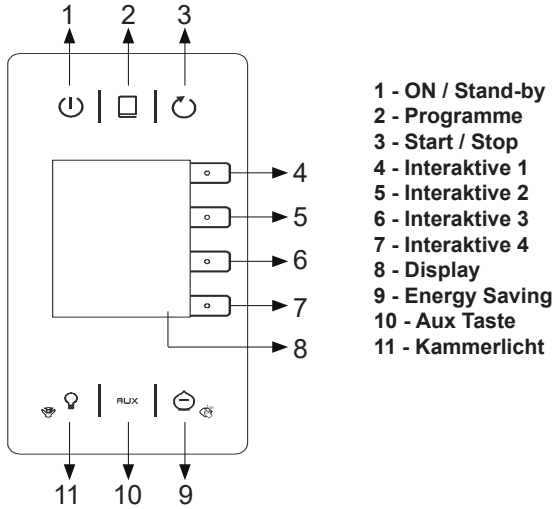 1 2 3
4
5
6
7
8
AUX
11 10 9
1 - ON / Stand-by
2 - Programme
3 - Start / Stop
4 - Interaktive 1
5 - Interaktive 2
6 - Interaktive 3
7 - Interaktive 4
8 - Display
9 - Energy Saving
10 - Aux Taste
11 - Kammerlicht